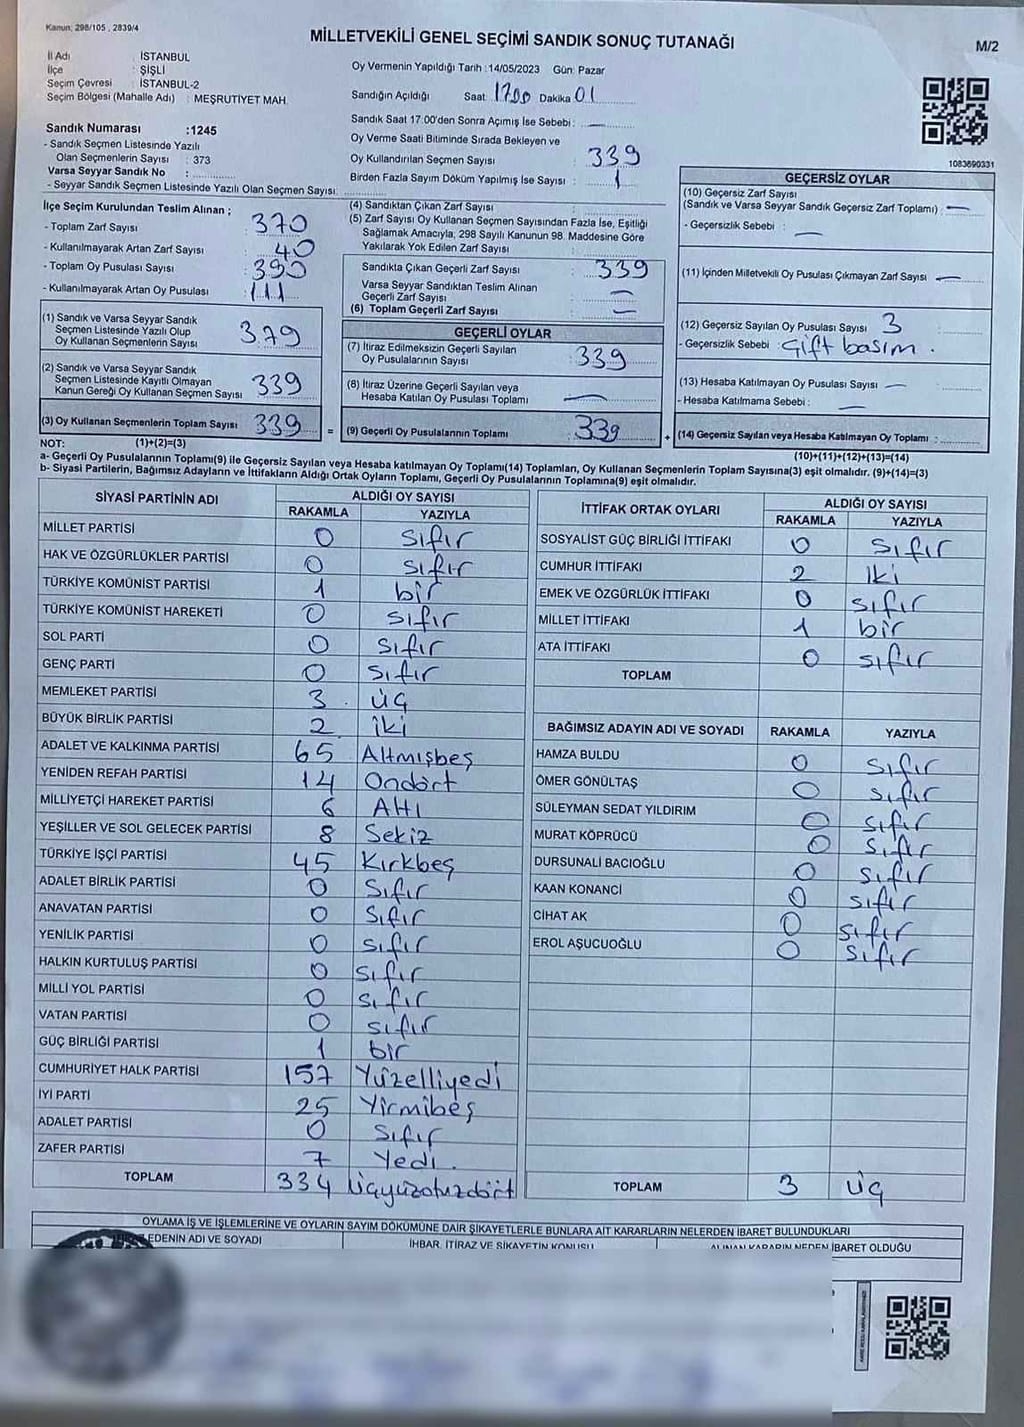 Kanun: 298/105 , 2839/4
MİLLETVEKİLİ GENEL SEÇİMİ SANDIK SONUÇ TUTANAĞI
M/2
İl Adı : İSTANBUL
İlçe : ŞİŞLİ
Seçim Çevresi : İSTANBUL-2
Seçim Bölgesi (Mahalle Adı) : MEŞRUTİYET MAH.
Sandık Numarası :1245
- Sandık Seçmen Listesinde Yazılı
Olan Seçmenlerin Sayısı : 373
Varsa Seyyar Sandık No :
- Seyyar Sandık Seçmen Listesinde Yazılı Olan Seçmen Sayısı:
Oy Vermenin Yapıldığı Tarih :14/05/2023 Gün: Pazar
Sandığın Açıldığı Saat: 1700 Dakika 01
Sandık Saat 17:00'den Sonra Açımış İse Sebebi : —
Oy Verme Saati Bitiminde Sırada Bekleyen ve
Oy Kullandırılan Seçmen Sayısı : 339
Birden Fazla Sayım Döküm Yapılmış İse Sayısı : 1
1083690331
İlçe Seçim Kurulundan Teslim Alınan ;
- Toplam Zarf Sayısı : 370
- Kullanılmayarak Artan Zarf Sayısı : 40
- Toplam Oy Pusulası Sayısı : 390
- Kullanılmayarak Artan Oy Pusulası : 111
(1) Sandık ve Varsa Seyyar Sandık
Seçmen Listesinde Yazılı Olup
Oy Kullanan Seçmenlerin Sayısı 379
(2) Sandık ve Varsa Seyyar Sandık
Seçmen Listesinde Kayıtlı Olmayan
Kanun Gereği Oy Kullanan Seçmen Sayısı 339
(3) Oy Kullanan Seçmenlerin Toplam Sayısı 339 =
(4) Sandıktan Çıkan Zarf Sayısı :
(5) Zarf Sayısı Oy Kullanan Seçmen Sayısından Fazla İse, Eşitliği
Sağlamak Amacıyla, 298 Sayılı Kanunun 98. Maddesine Göre
Yakılarak Yok Edilen Zarf Sayısı :
Sandıkta Çıkan Geçerli Zarf Sayısı : 339
Varsa Seyyar Sandıktan Teslim Alınan
Geçerli Zarf Sayısı : —
(6) Toplam Geçerli Zarf Sayısı : —
GEÇERLİ OYLAR
(7) İtiraz Edilmeksizin Geçerli Sayılan
Oy Pusulalarının Sayısı : 339
(8) İtiraz Üzerine Geçerli Sayılan veya
Hesaba Katılan Oy Pusulası Toplamı : —
(9) Geçerli Oy Pusulalarının Toplamı : 339 +
GEÇERSİZ OYLAR
(10) Geçersiz Zarf Sayısı
(Sandık ve Varsa Seyyar Sandık Geçersiz Zarf Toplamı) : —
- Geçersizlik Sebebi : —
(11) İçinden Milletvekili Oy Pusulası Çıkmayan Zarf Sayısı —
(12) Geçersiz Sayılan Oy Pusulası Sayısı 3
- Geçersizlik Sebebi : Çift basım .
(13) Hesaba Katılmayan Oy Pusulası Sayısı —
- Hesaba Katılmama Sebebi : —
(14) Geçersiz Sayılan veya Hesaba Katılmayan Oy Toplamı :
NOT: (1)+(2)=(3) (10)+(11)+(12)+(13)=(14)
a- Geçerli Oy Pusulalarının Toplamı(9) ile Geçersiz Sayılan veya Hesaba katılmayan Oy Toplamı(14) Toplamları, Oy Kullanan Seçmenlerin Toplam Sayısına(3) eşit olmalıdır. (9)+(14)=(3)
b- Siyasi Partilerin, Bağımsız Adayların ve İttifakların Aldığı Ortak Oyların Toplamı, Geçerli Oy Pusulalarının Toplamına(9) eşit olmalıdır.
SİYASİ PARTİNİN ADI ALDIĞI OY SAYISI
RAKAMLA YAZIYLA
MİLLET PARTİSİ 0 sıfır
HAK VE ÖZGÜRLÜKLER PARTİSİ 0 sıfır
TÜRKİYE KOMÜNİST PARTİSİ 1 bir
TÜRKİYE KOMÜNİST HAREKETİ 0 sıfır
SOL PARTİ 0 sıfır
GENÇ PARTİ 0 sıfır
MEMLEKET PARTİSİ 3 üç
BÜYÜK BİRLİK PARTİSİ 2 iki
ADALET VE KALKINMA PARTİSİ 65 Altmışbeş
YENİDEN REFAH PARTİSİ 14 Ondört
MİLLİYETÇİ HAREKET PARTİSİ 6 Altı
YEŞİLLER VE SOL GELECEK PARTİSİ 8 Sekiz
TÜRKİYE İŞÇİ PARTİSİ 45 Kırkbeş
ADALET BİRLİK PARTİSİ 0 Sıfır
ANAVATAN PARTİSİ 0 Sıfır
YENİLİK PARTİSİ 0 sıfır
HALKIN KURTULUŞ PARTİSİ 0 sıfır
MİLLİ YOL PARTİSİ 0 sıfır
VATAN PARTİSİ 0 sıfır
GÜÇ BİRLİĞİ PARTİSİ 1 bir
CUMHURİYET HALK PARTİSİ 157 Yüzelliyedi
İYİ PARTİ 25 Yirmibeş
ADALET PARTİSİ 0 Sıfır
ZAFER PARTİSİ 7 Yedi.
TOPLAM 334 üçyüzotuzdört
İTTİFAK ORTAK OYLARI ALDIĞI OY SAYISI
RAKAMLA YAZIYLA
SOSYALİST GÜÇ BİRLİĞİ İTTİFAKI 0 sıfır
CUMHUR İTTİFAKI 2 İki
EMEK VE ÖZGÜRLÜK İTTİFAKI 0 sıfır
MİLLET İTTİFAKI 1 bir
ATA İTTİFAKI 0 sıfır
TOPLAM
BAĞIMSIZ ADAYIN ADI VE SOYADI RAKAMLA YAZIYLA
HAMZA BULDU 0 sıfır
ÖMER GÖNÜLTAŞ 0 sıfır
SÜLEYMAN SEDAT YILDIRIM 0 sıfır
MURAT KÖPRÜCÜ 0 sıfır
DURSUNALİ BACIOĞLU 0 sıfır
KAAN KONANCİ 0 sıfır
CİHAT AK 0 sıfır
EROL AŞUCUOĞLU 0 sıfır
TOPLAM 3 üç
OYLAMA İŞ VE İŞLEMLERİNE VE OYLARIN SAYIM DÖKÜMÜNE DAİR ŞİKAYETLERLE BUNLARA AİT KARARLARIN NELERDEN İBARET BULUNDUKLARI
EDENİN ADI VE SOYADI İHBAR, İTİRAZ VE ŞİKAYETİN KONUSU ALINAN KARARIN NEDEN İBARET OLDUĞU